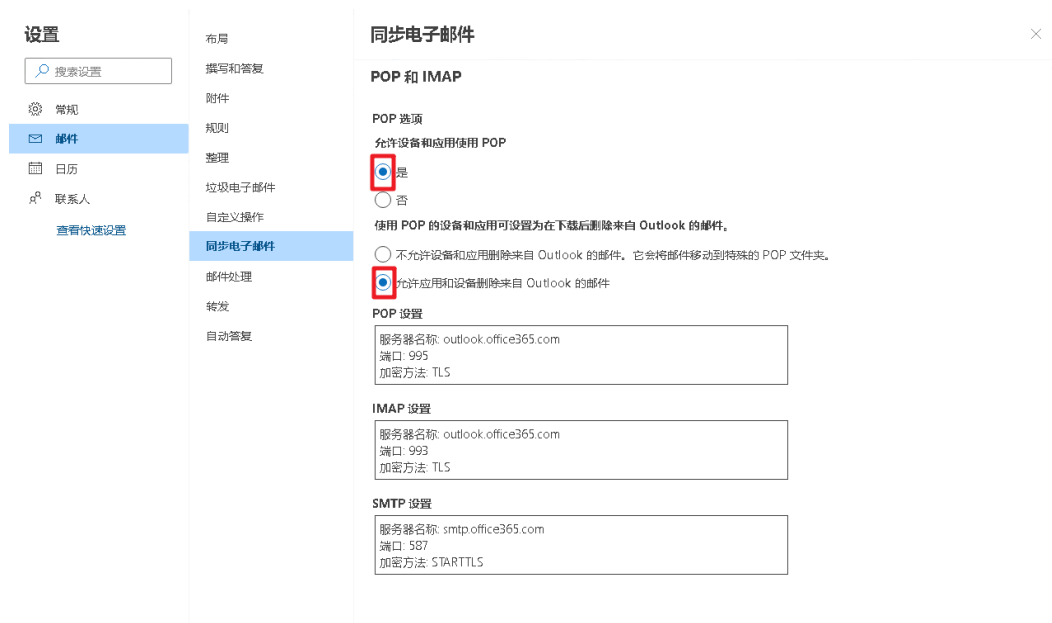 设置
搜索设置
常规
邮件
日历
联系人
查看快速设置
布局
撰写和答复
附件
规则
整理
垃圾电子邮件
自定义操作
同步电子邮件
邮件处理
转发
自动答复
同步电子邮件
POP 和 IMAP
POP 选项
允许设备和应用使用 POP
是
否
使用 POP 的设备和应用可设置为在下载后删除来自 Outlook 的邮件。
不允许设备和应用删除来自 Outlook 的邮件。它会将邮件移动到特殊的 POP 文件夹。
允许应用和设备删除来自 Outlook 的邮件
POP 设置
服务器名称: outlook.office365.com
端口: 995
加密方法: TLS
IMAP 设置
服务器名称: outlook.office365.com
端口: 993
加密方法: TLS
SMTP 设置
服务器名称: smtp.office365.com
端口: 587
加密方法: STARTTLS